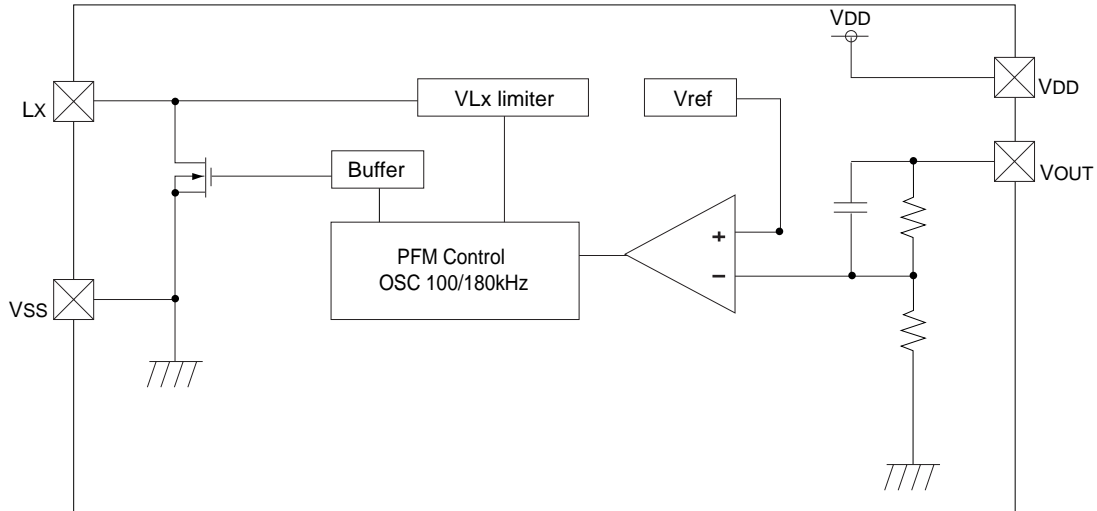 VDD
LX
VLx limiter
Vref
VDD
Buffer
VOUT
+
PFM Control
OSC 100/180kHz
−
VSS